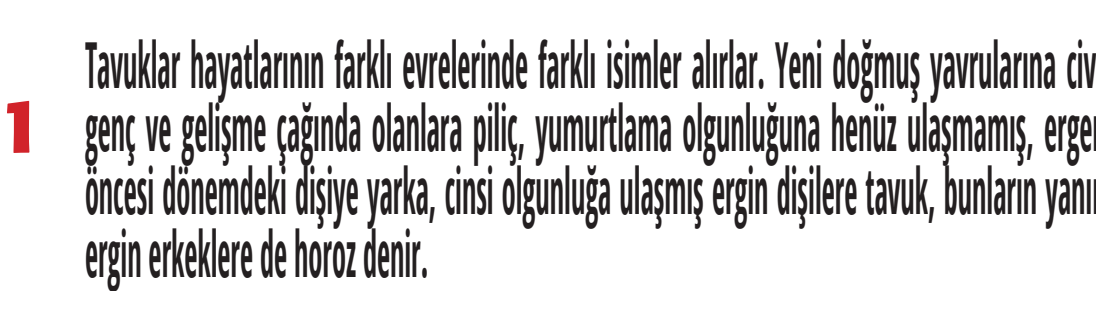 1
Tavuklar hayatlarının farklı evrelerinde farklı isimler alırlar. Yeni doğmuş yavrularına civ
genç ve gelişme çağında olanlara piliç, yumurtlama olgunluğuna henüz ulaşmamış, ergen
öncesi dönemdeki dişiye yarka, cinsi olgunluğa ulaşmış ergin dişilere tavuk, bunların
ergin erkeklere de horoz denir.